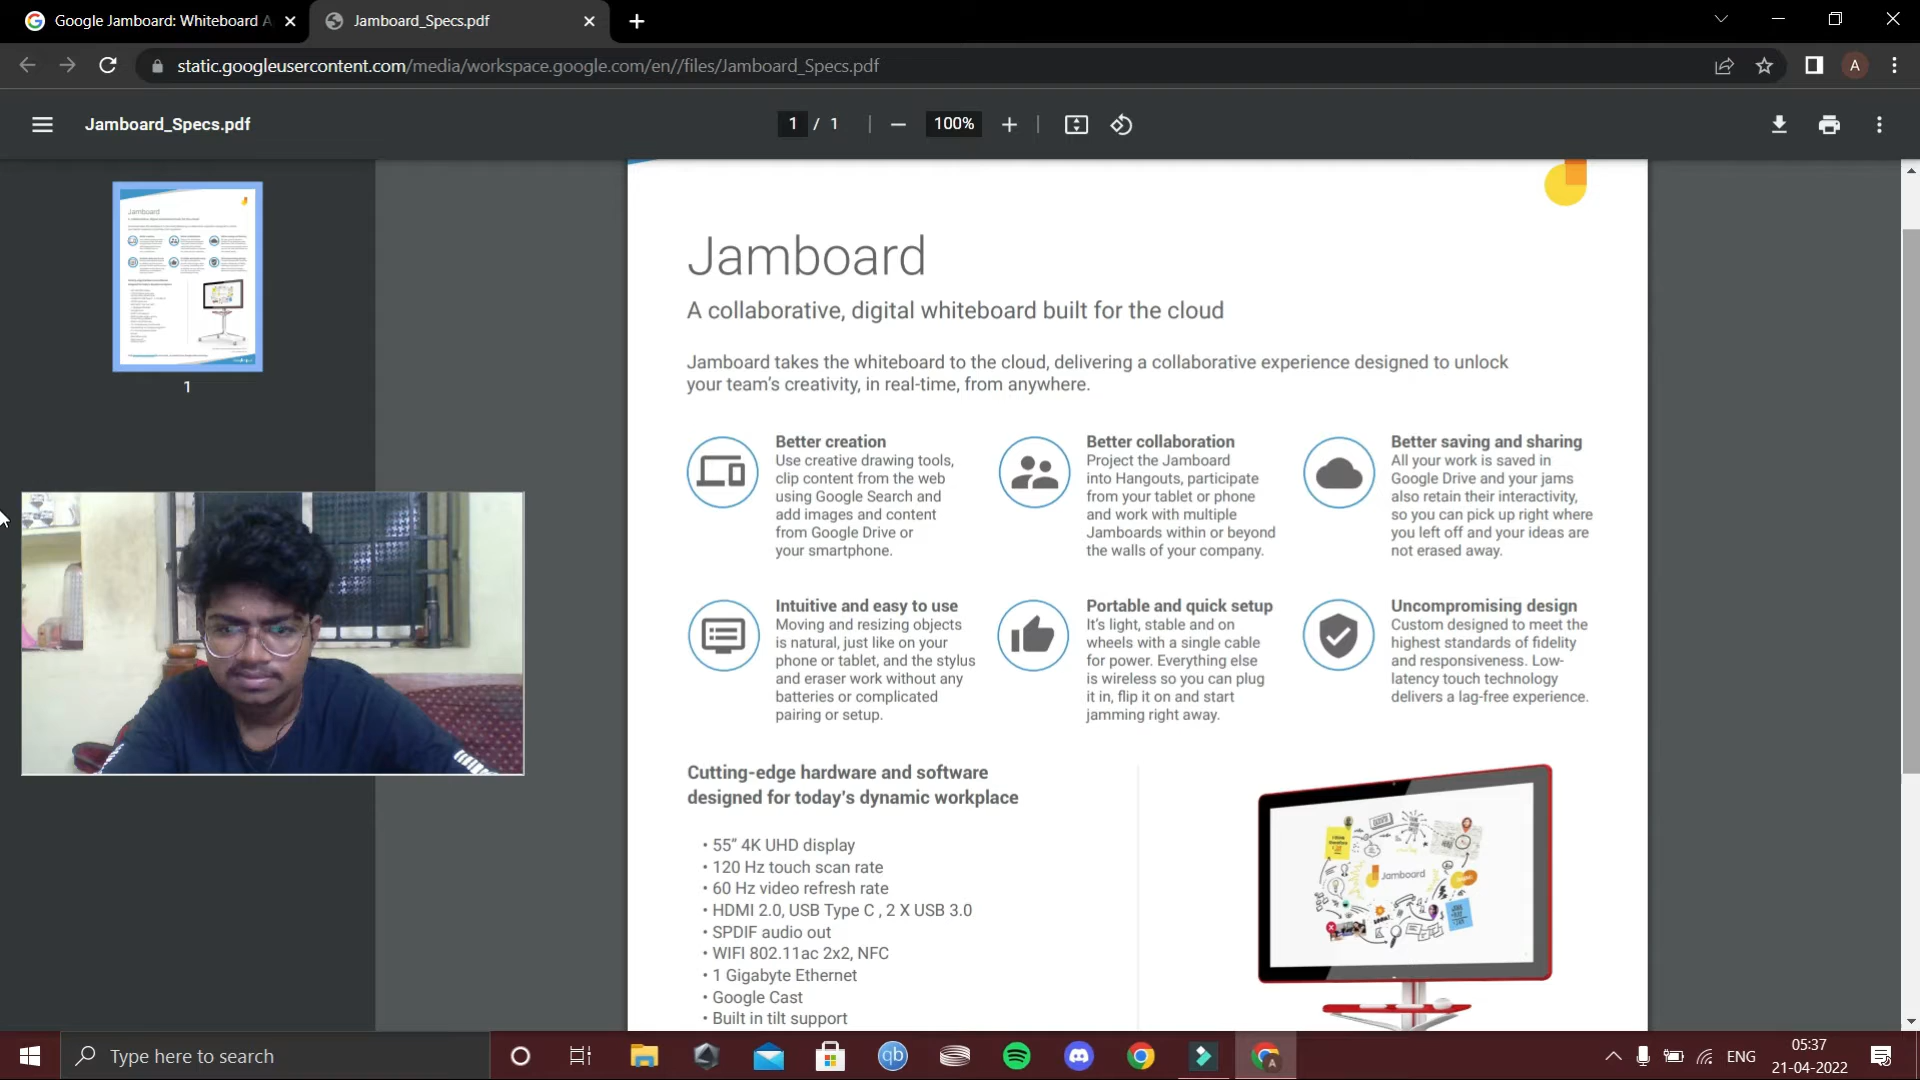 Google Jamboard: Whiteboard A
Jamboard_Specs.pdf
static.googleusercontent.com/media/workspace.google.com/en//files/Jamboard_Specs.pdf
A
Jamboard_Specs.pdf
1 / 1
100%
1
Jamboard
A collaborative, digital whiteboard built for the cloud
Jamboard takes the whiteboard to the cloud, delivering a collaborative experience designed to unlock
your team's creativity, in real-time, from anywhere.
Better creation
Use creative drawing tools,
clip content from the web
using Google Search and
add images and content
from Google Drive or
your smartphone.
Better collaboration
Project the Jamboard
into Hangouts, participate
from your tablet or phone
and work with multiple
Jamboards within or beyond
the walls of your company.
Better saving and sharing
All your work is saved in
Google Drive and your jams
also retain their interactivity,
so you can pick up right where
you left off and your ideas are
not erased away.
Intuitive and easy to use
Moving and resizing objects
is natural, just like on your
phone or tablet, and the stylus
and eraser work without any
batteries or complicated
pairing or setup.
Portable and quick setup
It's light, stable and on
wheels with a single cable
for power. Everything else
is wireless so you can plug
it in, flip it on and start
jamming right away.
Uncompromising design
Custom designed to meet the
highest standards of fidelity
and responsiveness. Low-
latency touch technology
delivers a lag-free experience.
Cutting-edge hardware and software
designed for today's dynamic workplace
• 55” 4K UHD display
• 120 Hz touch scan rate
• 60 Hz video refresh rate
• HDMI 2.0, USB Type C , 2 X USB 3.0
• SPDIF audio out
• WIFI 802.11ac 2x2, NFC
• 1 Gigabyte Ethernet
• Google Cast
• Built in tilt support
Jamboard
Type here to search
qb
A
ENG
05:37
21-04-2022